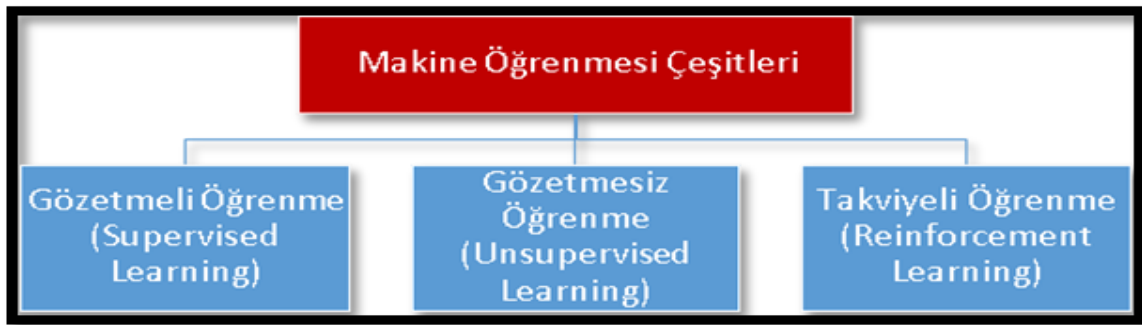 Makine Öğrenmesi Çeşitleri
Gözetmeli Öğrenme
(Supervised
Learning)
Gözetmesiz
Öğrenme
(Unsupervised
Learning)
Takviyeli Öğrenme
(Reinforcement
Learning)